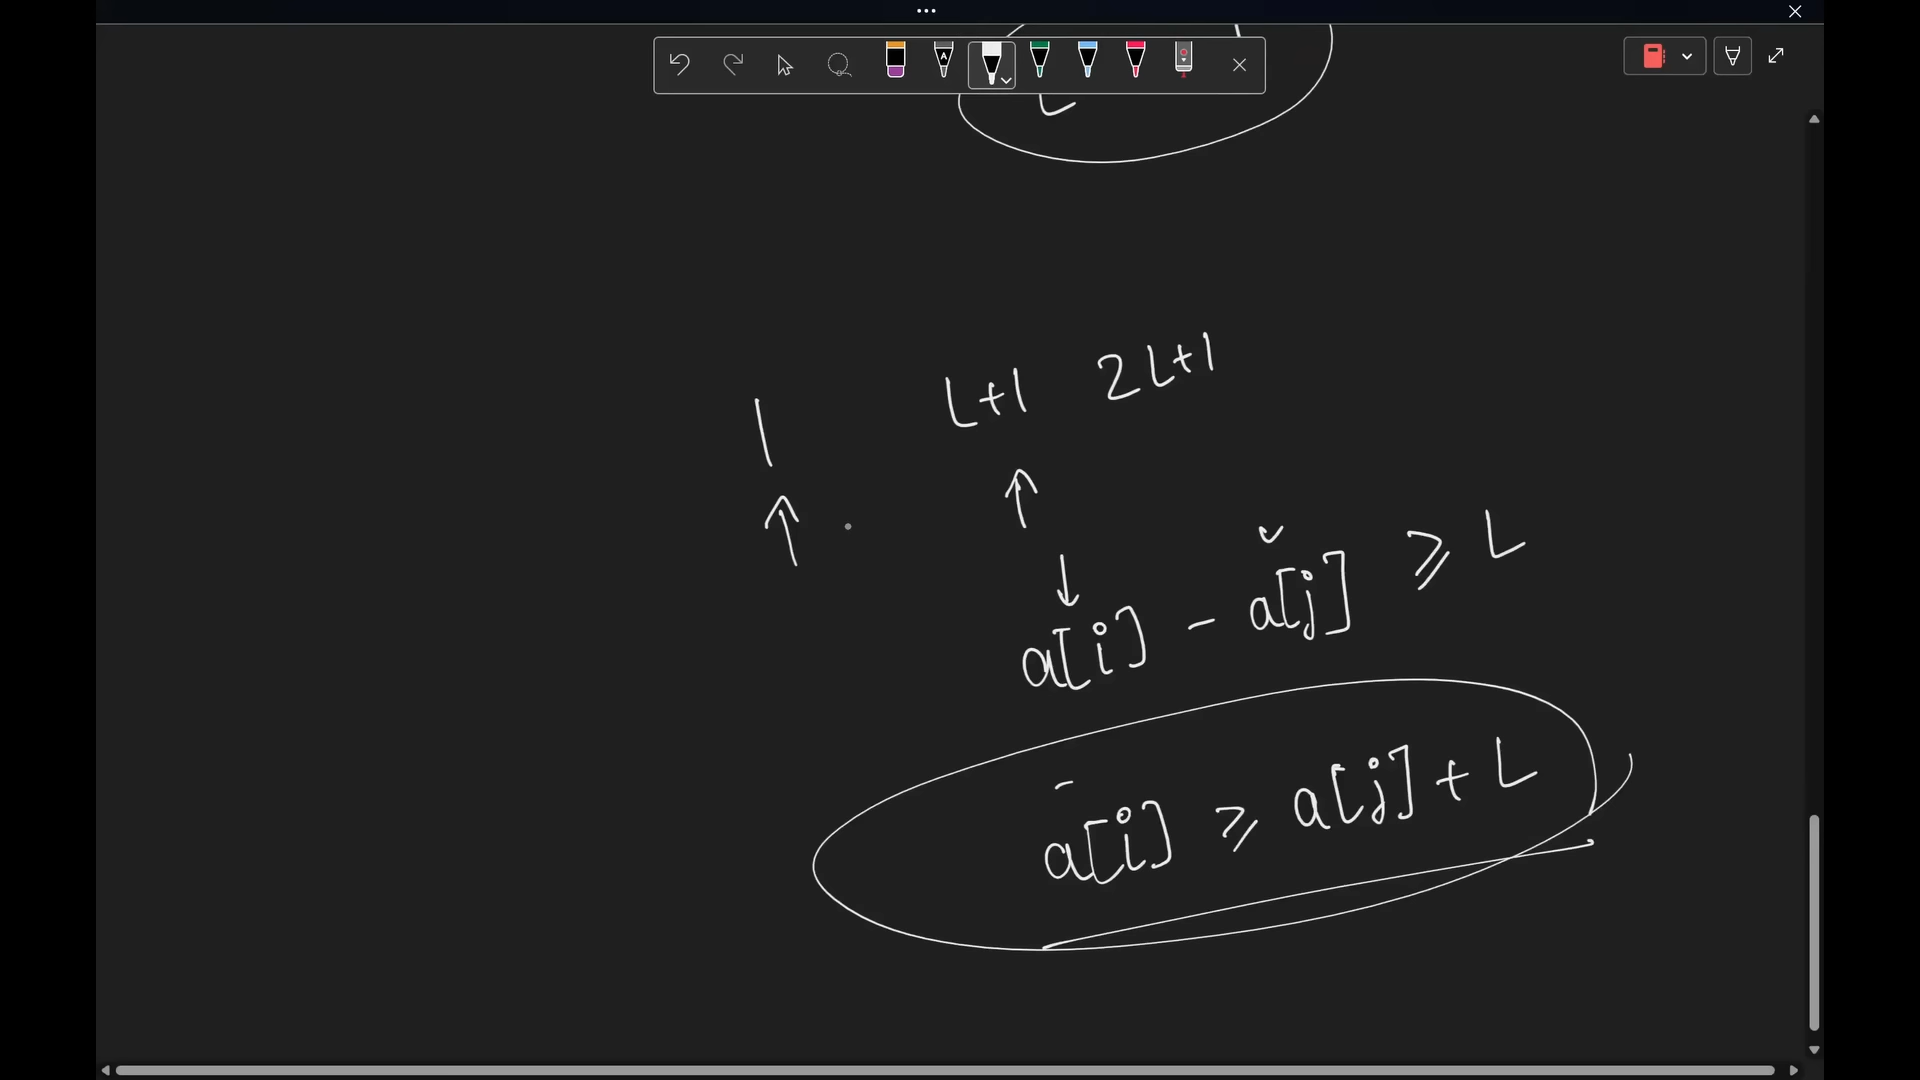 L
1 L+1 2L+1
a[i] - a[j] ≥ L
a[i] ≥ a[j] + L